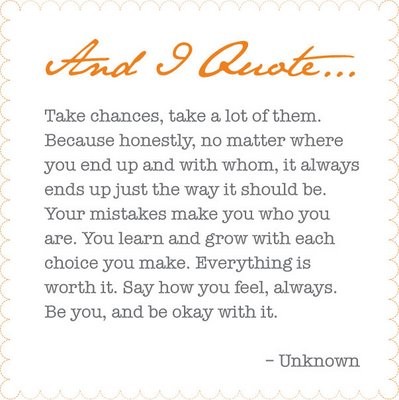 And I Quote...
Take chances, take a lot of them.
Because honestly, no matter where
you end up and with whom, it always
ends up just the way it should be.
Your mistakes make you who you
are. You learn and grow with each
choice you make. Everything is
worth it. Say how you feel, always.
Be you, and be okay with it.
– Unknown